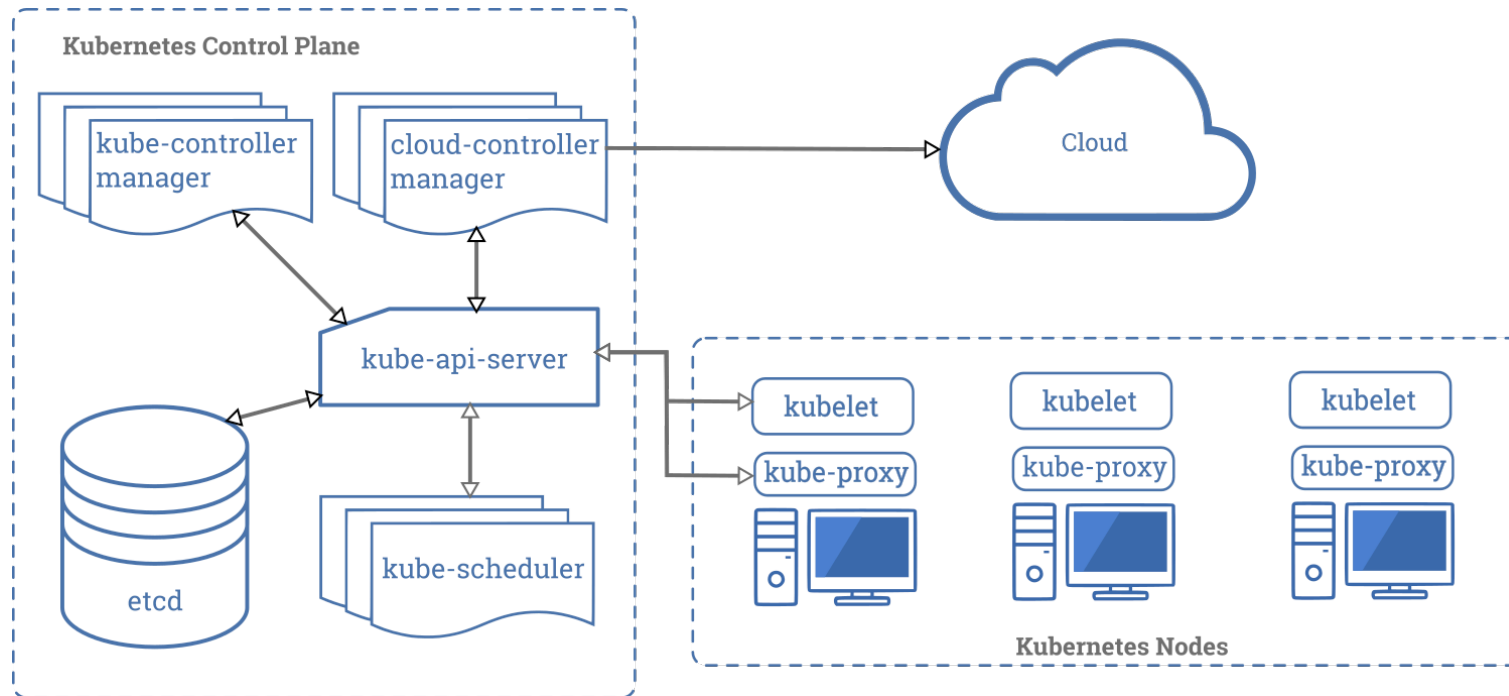 Kubernetes Control Plane
kube-controller
manager
cloud-controller
manager
Cloud
kube-api-server
etcd
kube-scheduler
kubelet
kubelet
kubelet
kube-proxy
kube-proxy
kube-proxy
Kubernetes Nodes